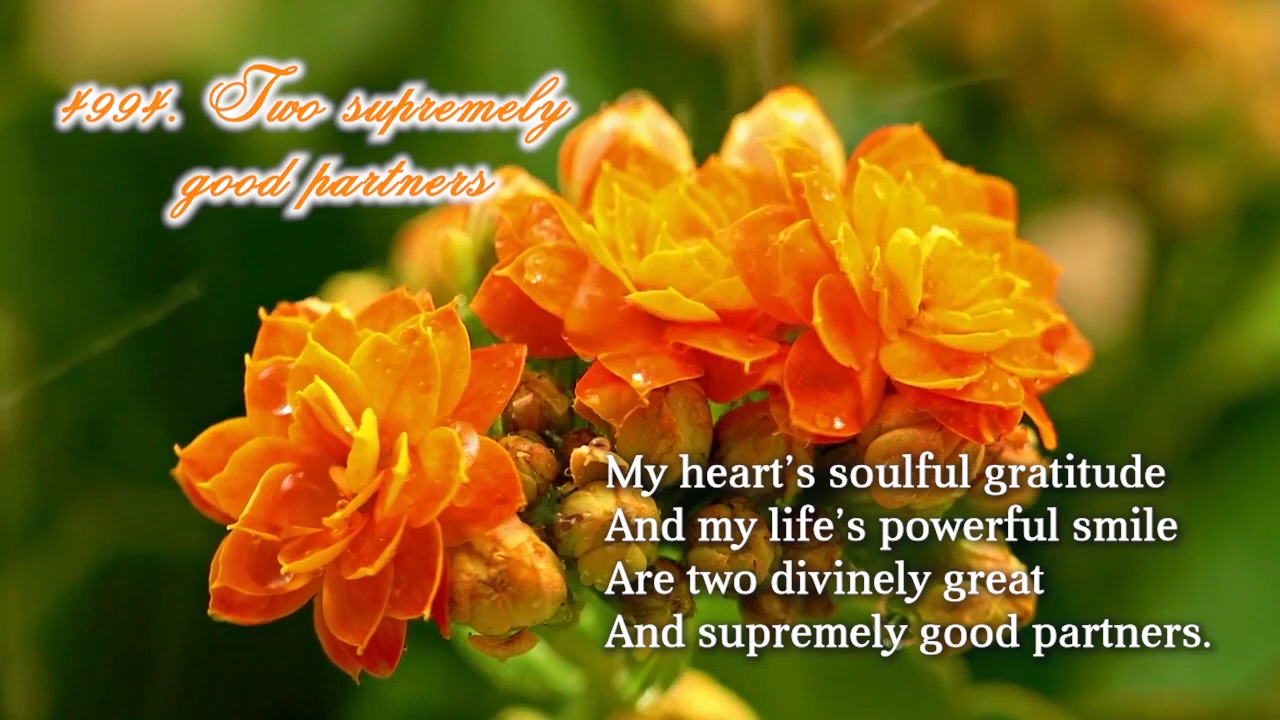 4994. Two supremely
good partners
My heart’s soulful gratitude
And my life’s powerful smile
Are two divinely great
And supremely good partners.